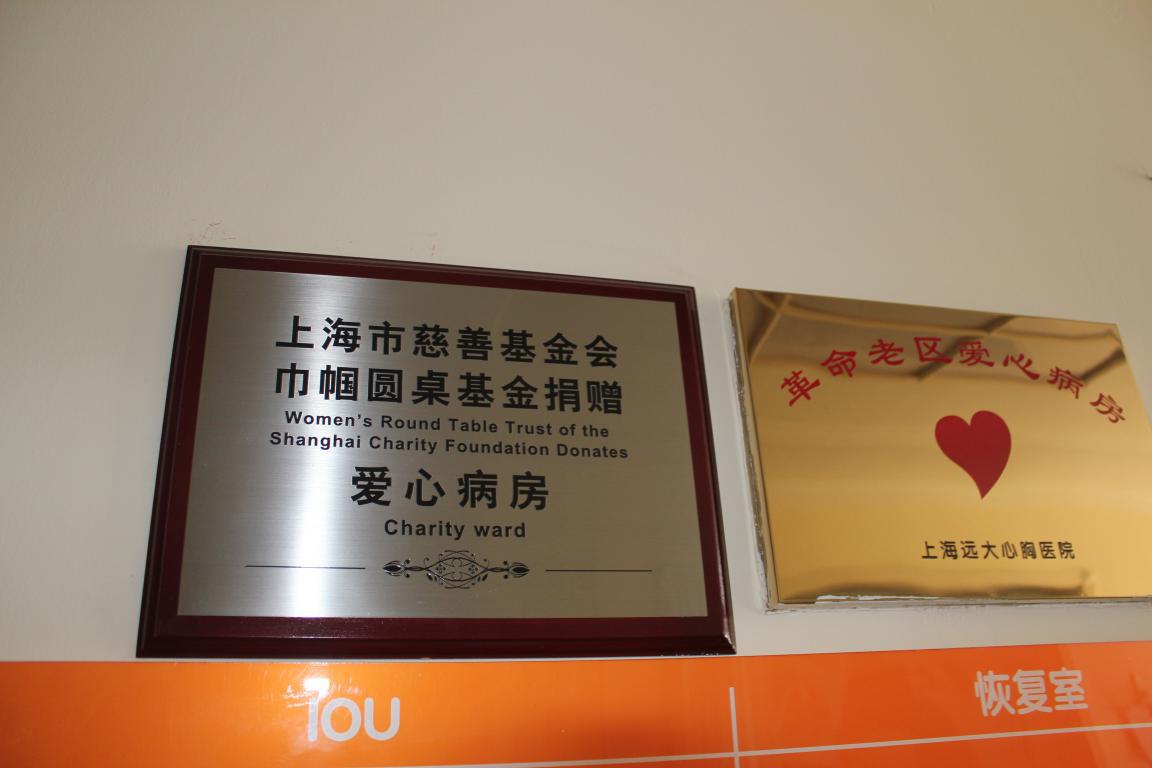 上海市慈善基金会
巾帼圆桌基金捐赠
Women's Round Table Trust of the
Shanghai Charity Foundation Donates
爱心病房
Charity ward
革命老区爱心病房
上海远大心胸医院
IOU
恢复室